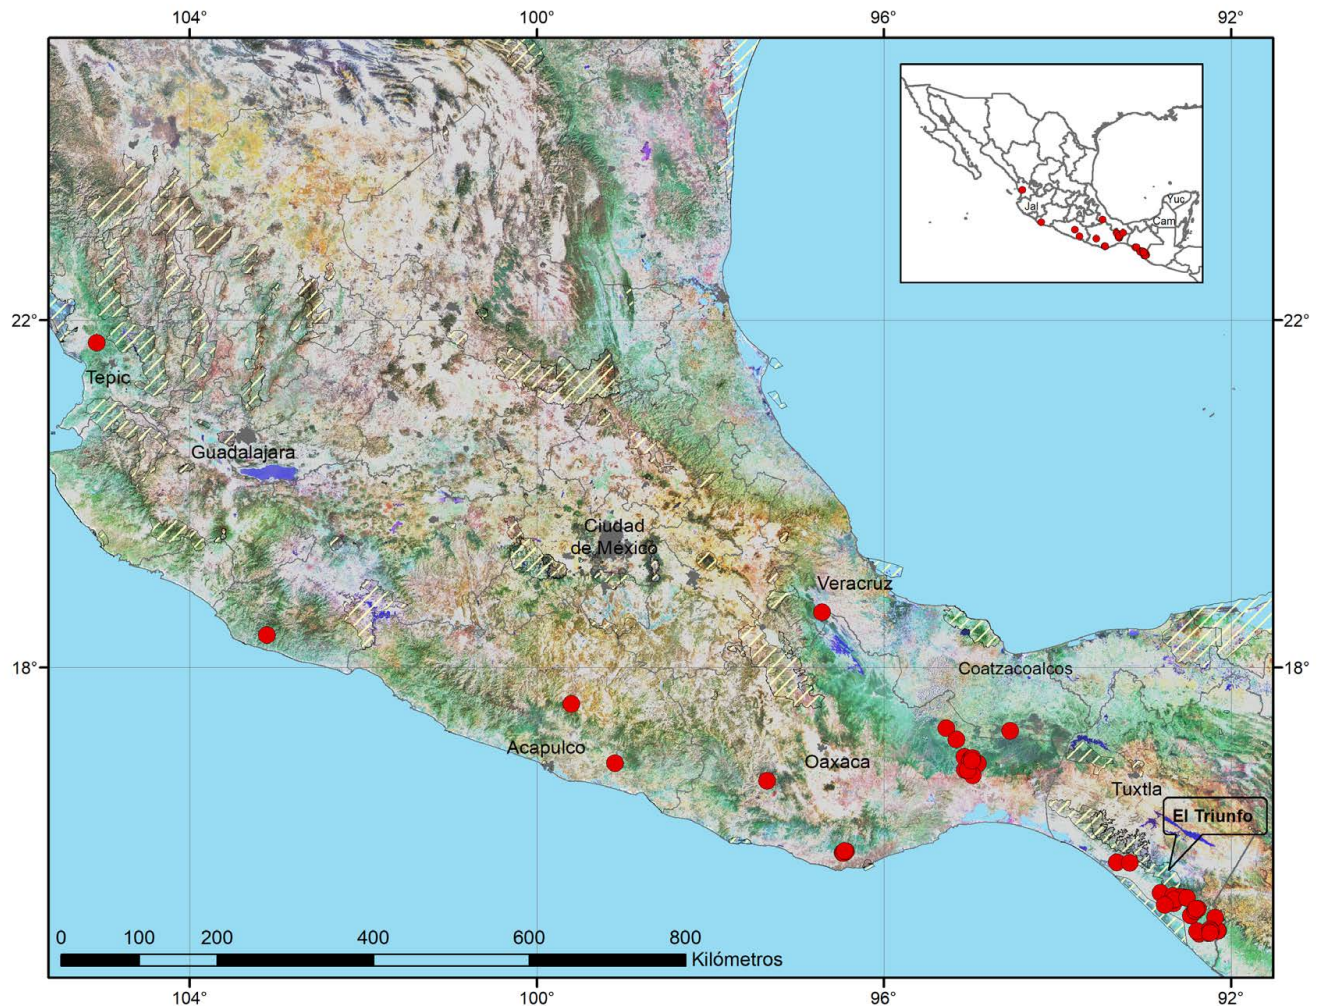 104°
100°
96°
92°
Yuc
Jal
Cam
22°
22°
Tepic
Guadalajara
Ciudad
de México
Veracruz
18°
18°
Coatzacoalcos
Acapulco
Oaxaca
Tuxtla
El Triunfo
0
100
200
400
600
800
Kilómetros
104°
100°
96°
92°